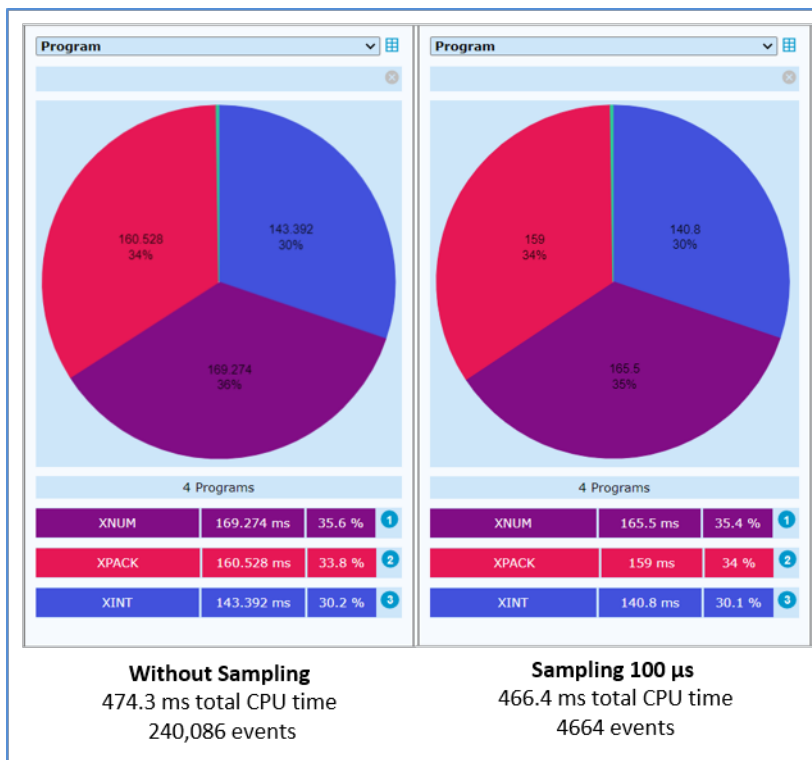 Program
160.528
34%
143.392
30%
169.274
36%
4 Programs
XNUM 169.274 ms 35.6 % 1
XPACK 160.528 ms 33.8 % 2
XINT 143.392 ms 30.2 % 3
Without Sampling
474.3 ms total CPU time
240,086 events
Program
159
34%
140.8
30%
165.5
35%
4 Programs
XNUM 165.5 ms 35.4 % 1
XPACK 159 ms 34 % 2
XINT 140.8 ms 30.1 % 3
Sampling 100 µs
466.4 ms total CPU time
4664 events